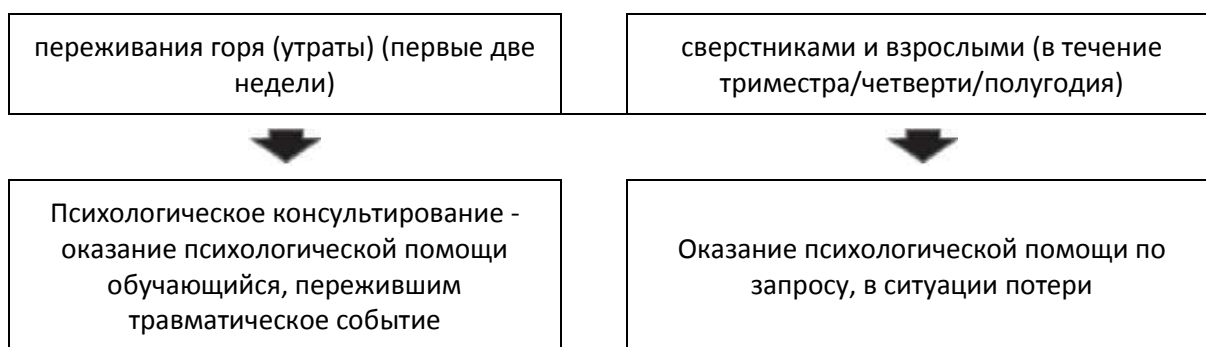 переживания горя (утраты) (первые две
недели)
сверстниками и взрослыми (в течение
триместра/четверти/полугодия)
Психологическое консультирование -
оказание психологической помощи
обучающийся, пережившим
травматическое событие
Оказание психологической помощи по
запросу, в ситуации потери